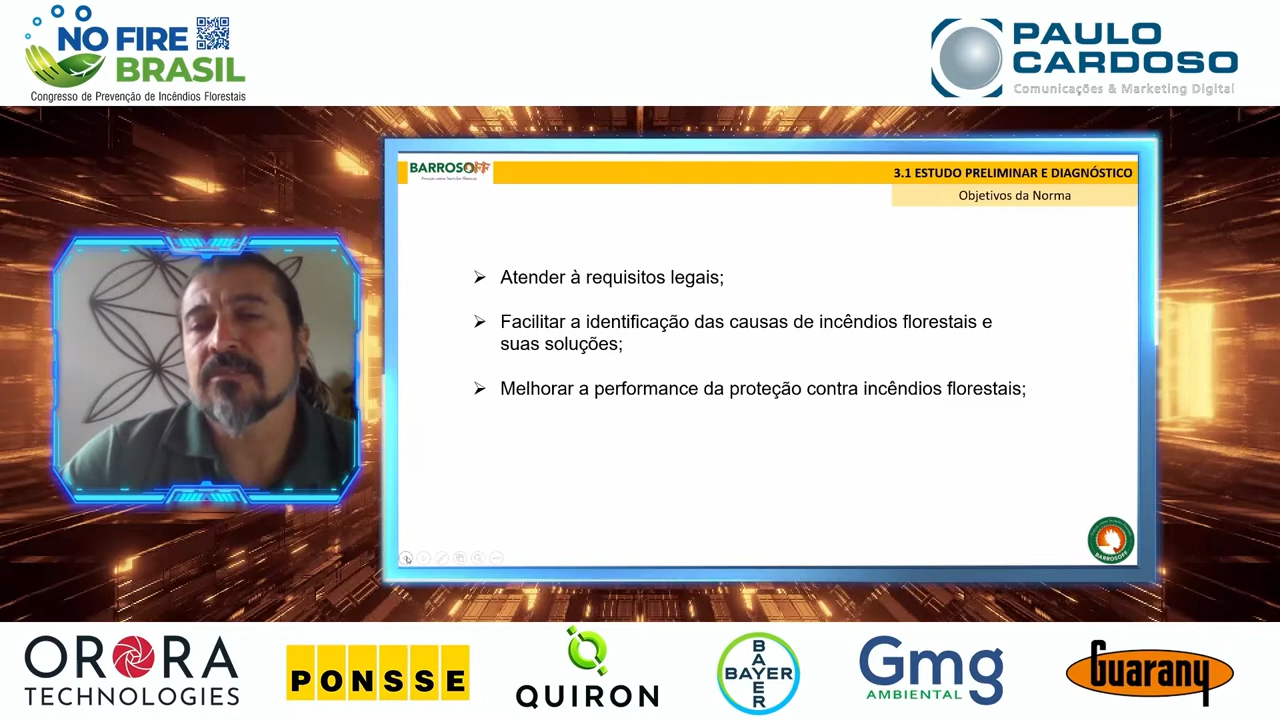 NO FIRE
BRASIL
Congresso de Prevenção de Incêndios Florestais
PAULO
CARDOSO
Comunicações & Marketing Digital
BARROSOFF
3.1 ESTUDO PRELIMINAR E DIAGNÓSTICO
Objetivos da Norma
Atender à requisitos legais;
Facilitar a identificação das causas de incêndios florestais e
suas soluções;
Melhorar a performance da proteção contra incêndios florestais;
BARROSOFF
ORORA
TECHNOLOGIES
PONSSE
QUIRON
BAYER
BAYER
Gmg
AMBIENTAL
Guarany